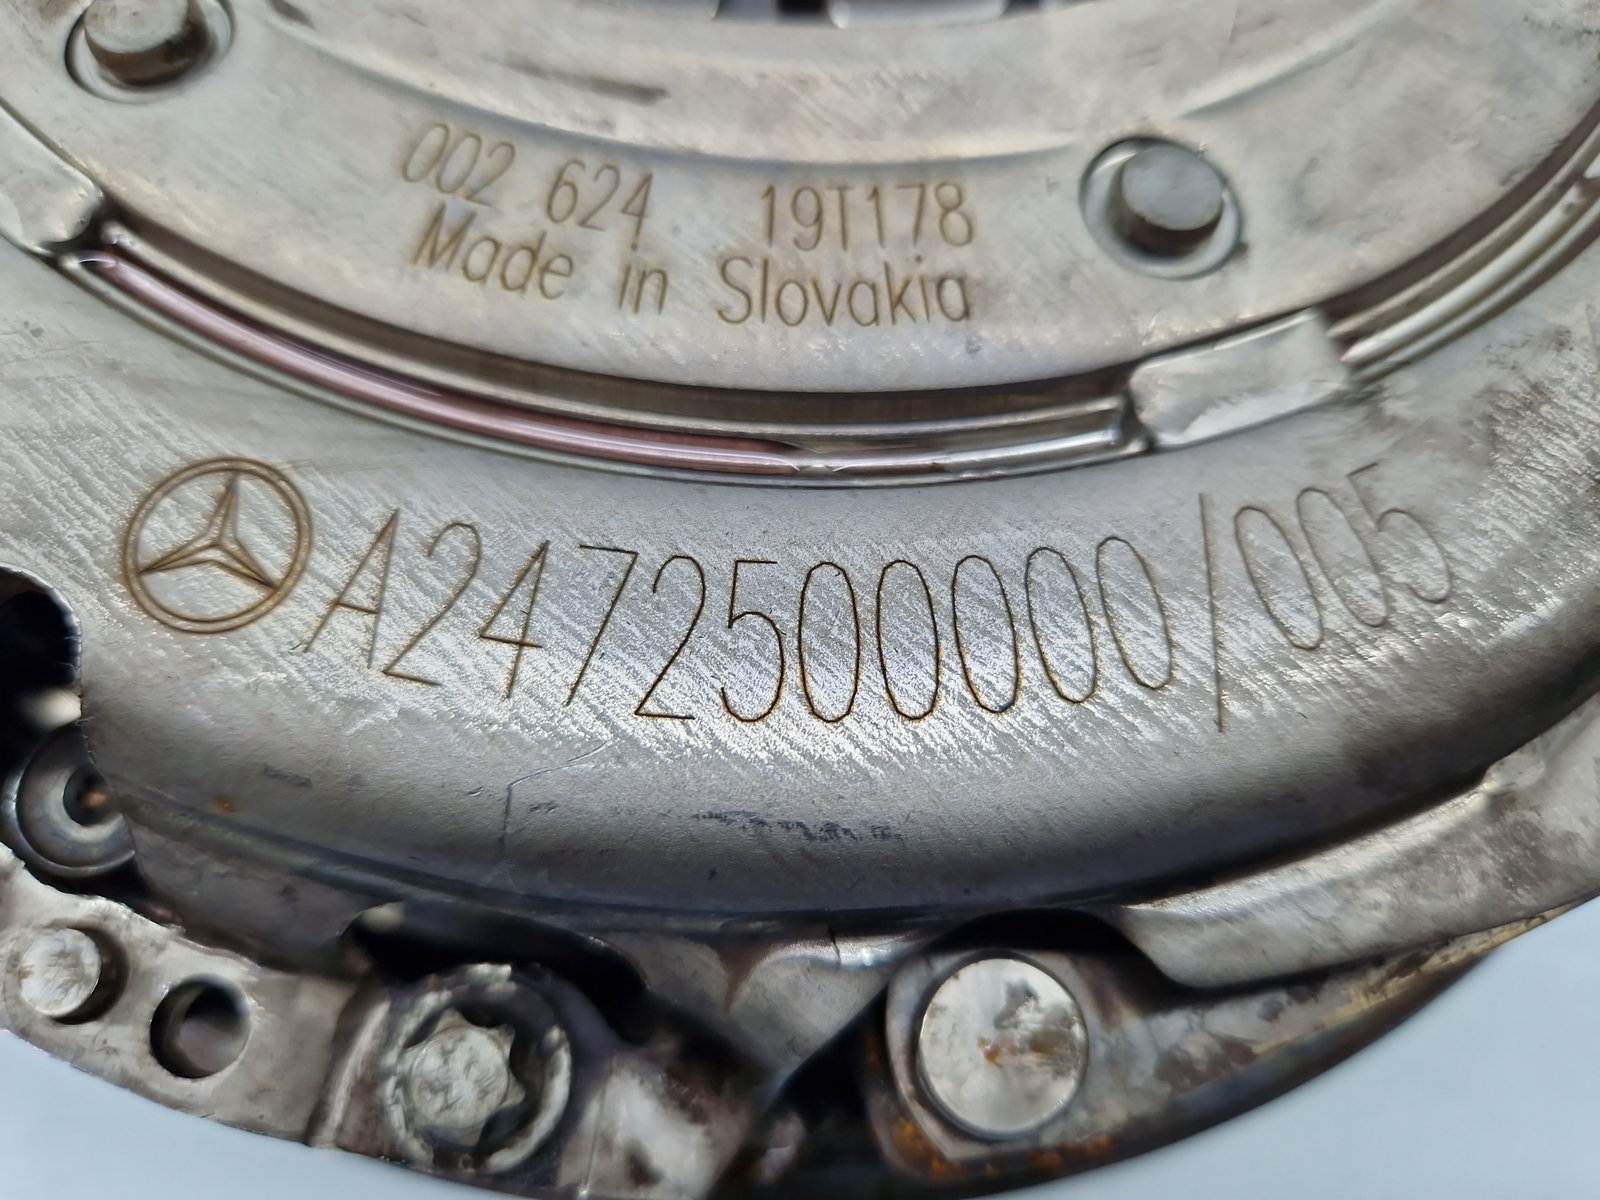 002 624 19T178
Made in Slovakia
A2472500000/005